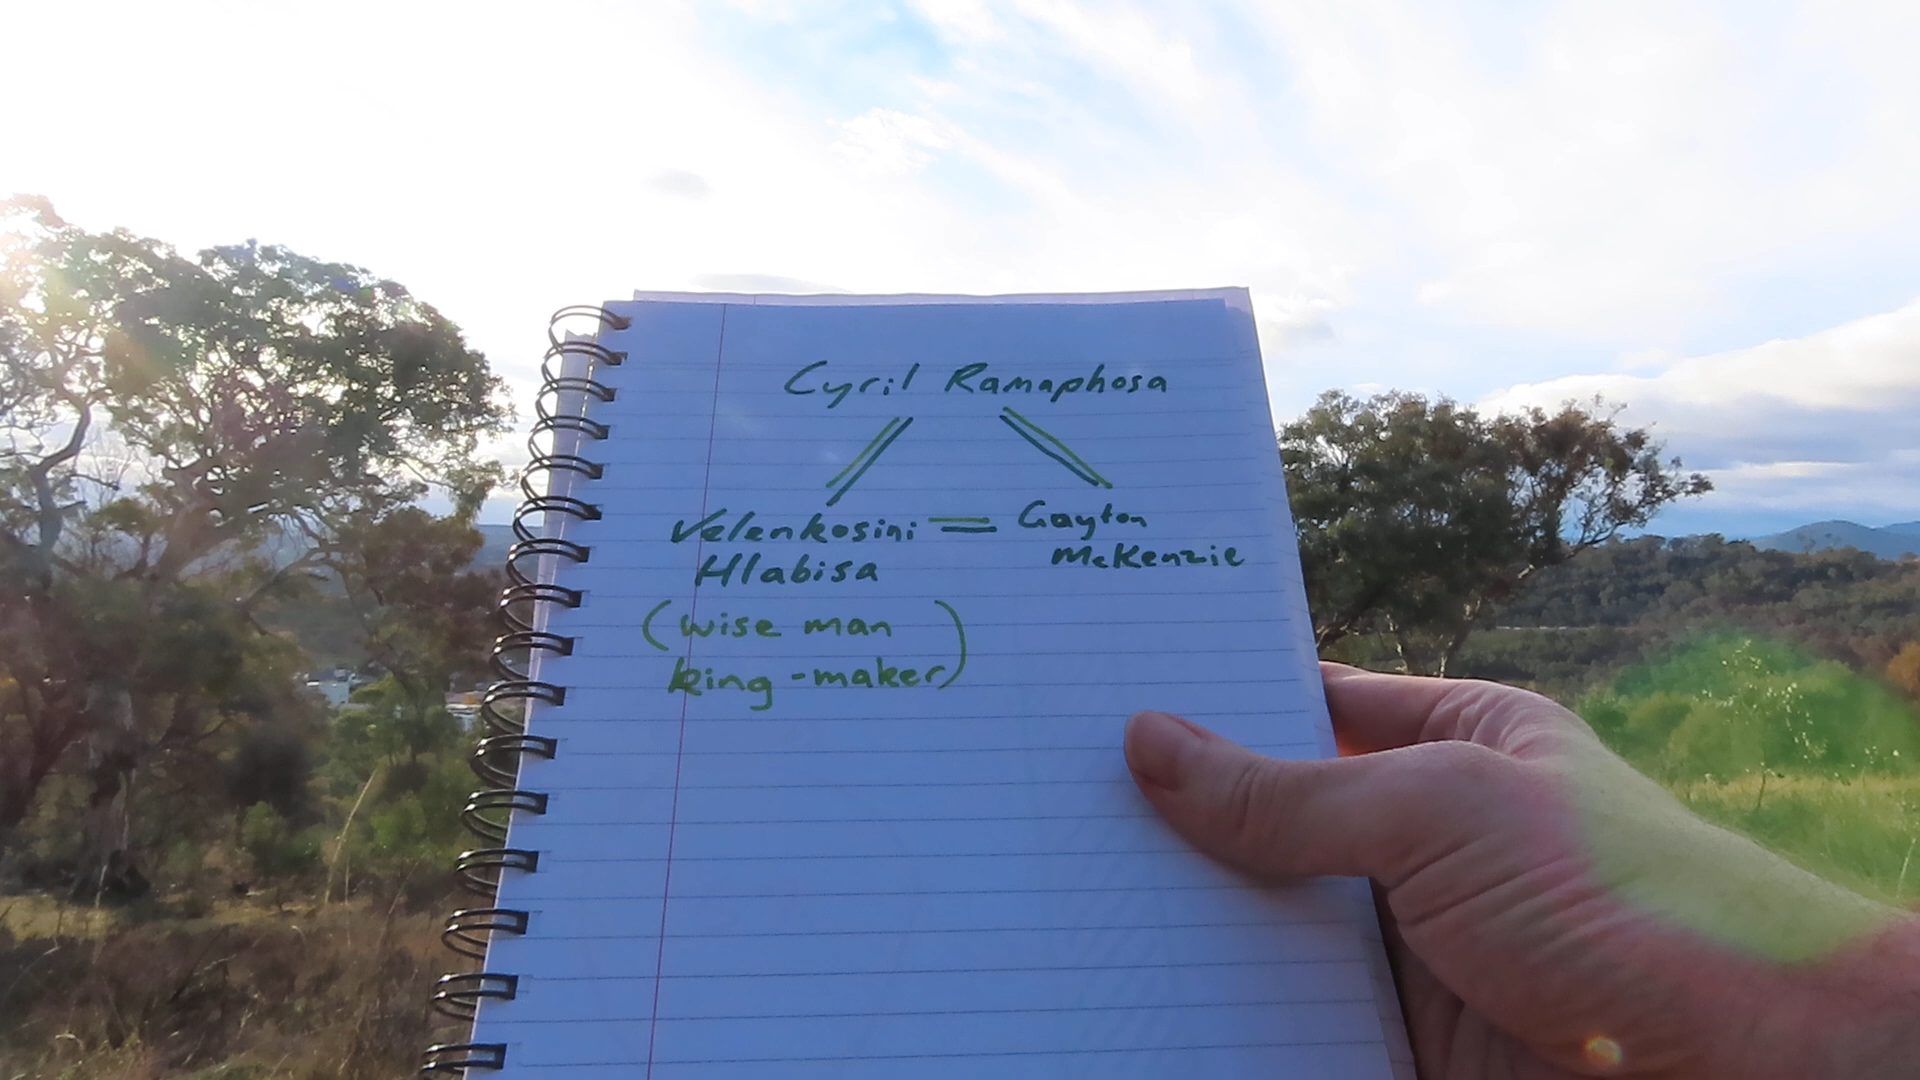 Cyril Ramaphosa
Velenkosini = Gayton
Hlabisa McKenzie
(wise man
king-maker)